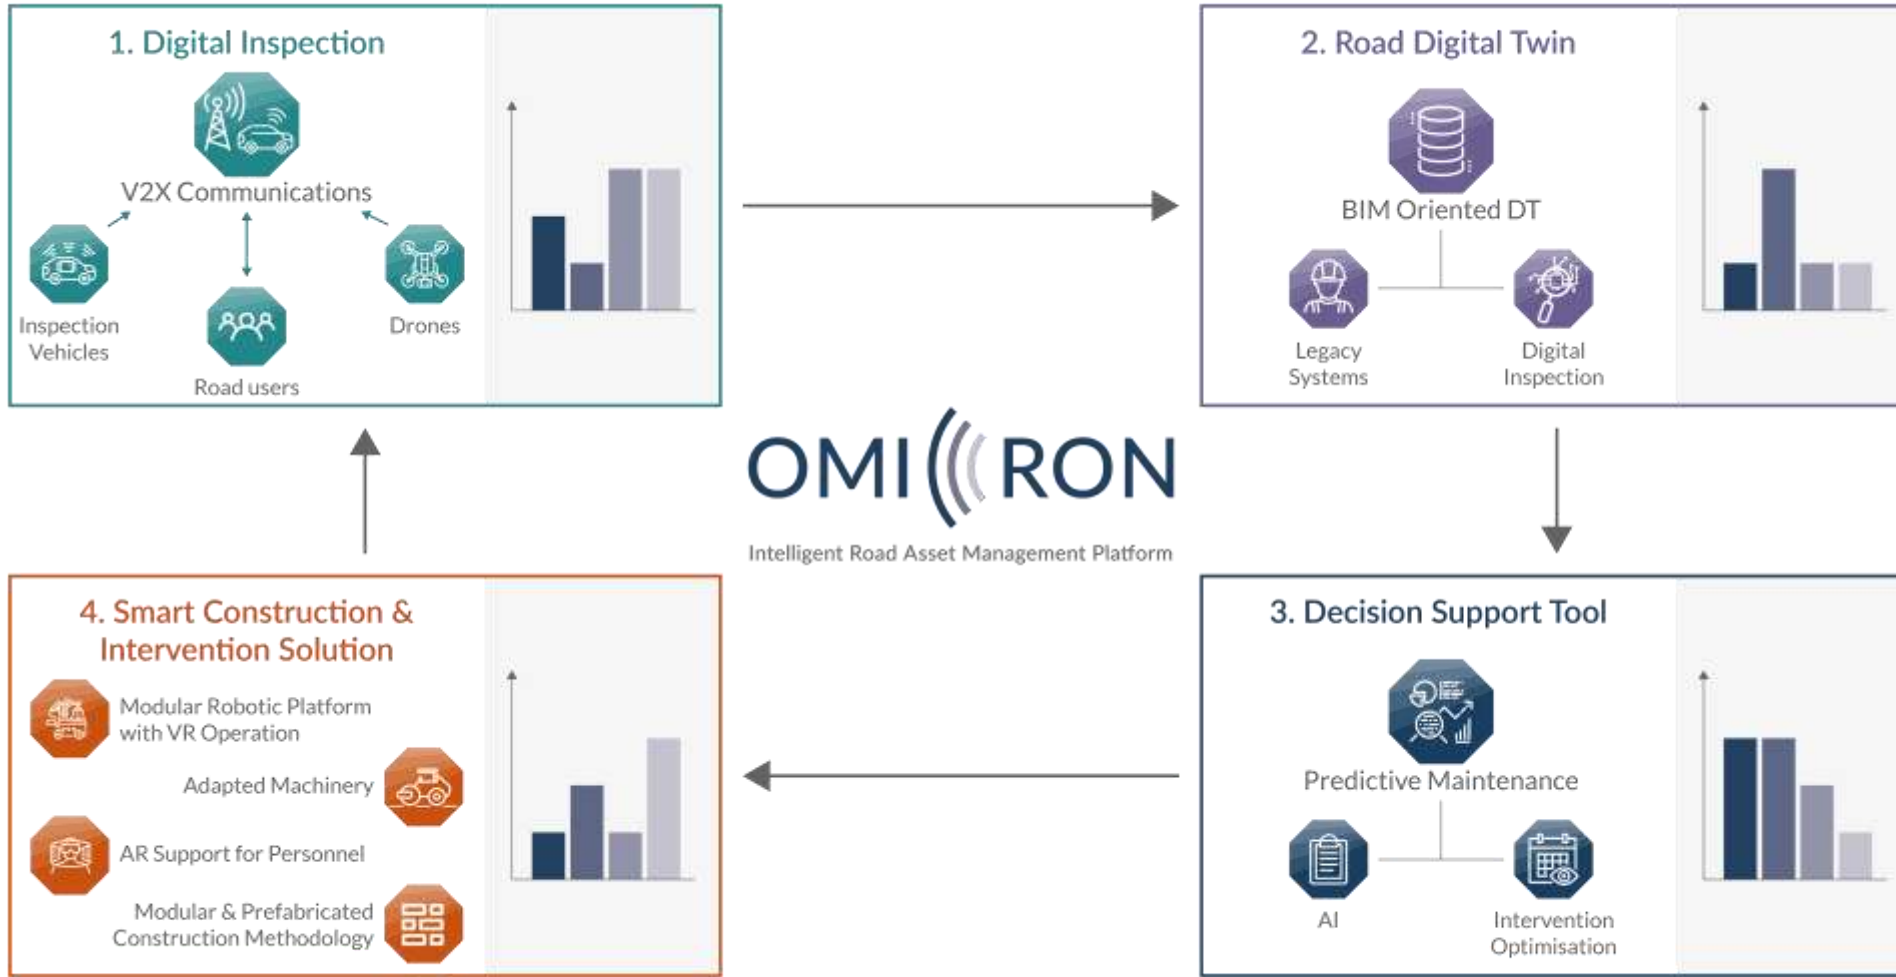 1. Digital Inspection
V2X Communications
Inspection
Vehicles
Road users
Drones
2. Road Digital Twin
BIM Oriented DT
Legacy
Systems
Digital
Inspection
OMICRON
Intelligent Road Asset Management Platform
4. Smart Construction &
Intervention Solution
Modular Robotic Platform
with VR Operation
Adapted Machinery
AR Support for Personnel
Modular & Prefabricated
Construction Methodology
3. Decision Support Tool
Predictive Maintenance
AI
Intervention
Optimisation